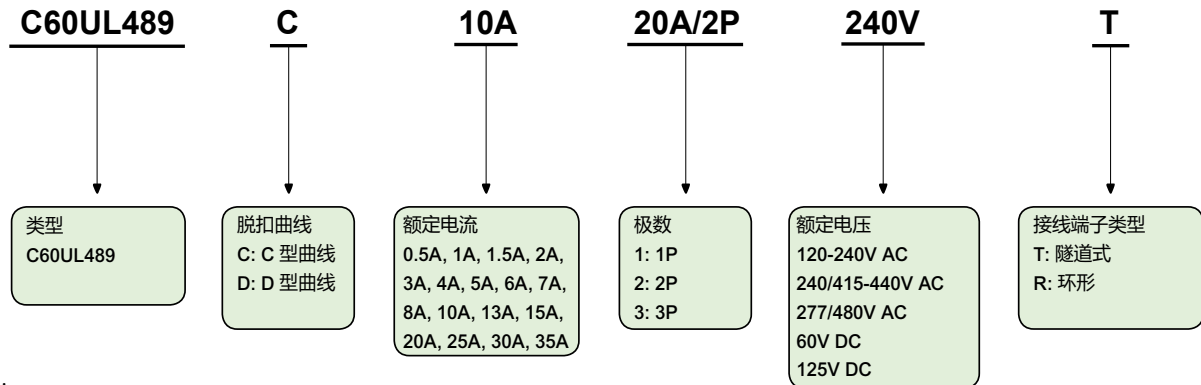 C60UL489 C 10A 20A/2P 240V T
类型
C60UL489
脱扣曲线
C: C 型曲线
D: D 型曲线
额定电流
0.5A, 1A, 1.5A, 2A,
3A, 4A, 5A, 6A, 7A,
8A, 10A, 13A, 15A,
20A, 25A, 30A, 35A
极数
1: 1P
2: 2P
3: 3P
额定电压
120-240V AC
240/415-440V AC
277/480V AC
60V DC
125V DC
接线端子类型
T: 隧道式
R: 环形
.